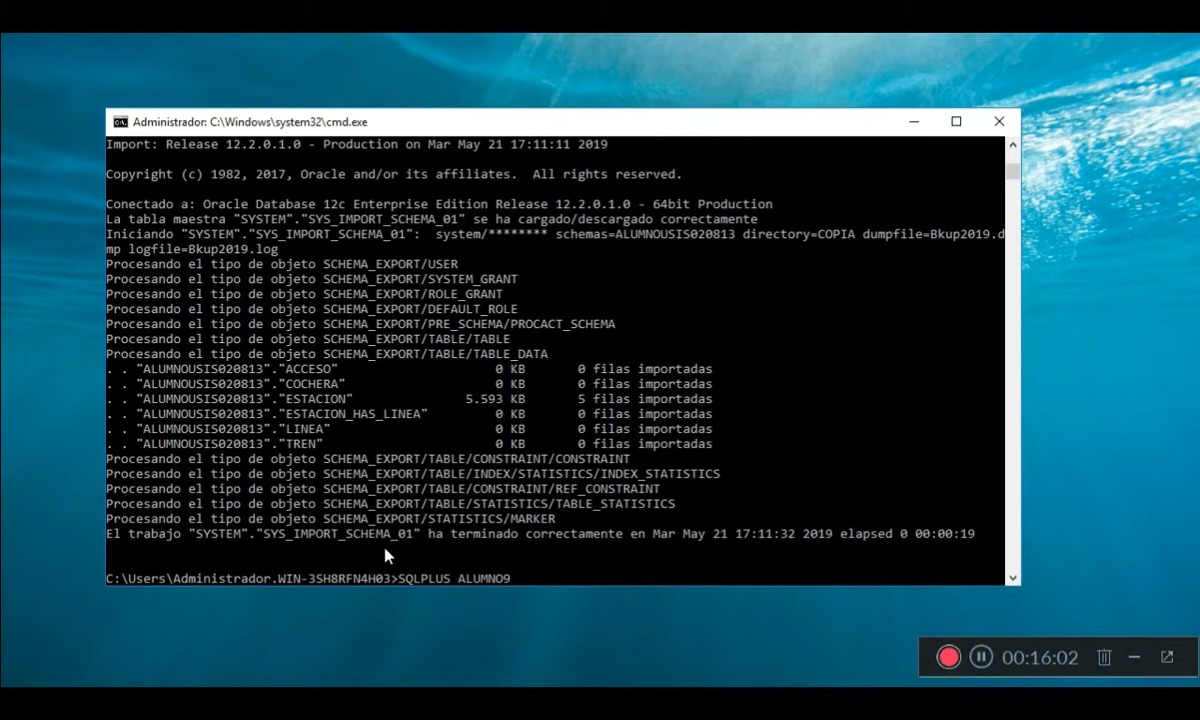 Administrador: C:\Windows\system32\cmd.exe
Import: Release 12.2.0.1.0 - Production on Mar May 21 17:11:11 2019
Copyright (c) 1982, 2017, Oracle and/or its affiliates.  All rights reserved.
Conectado a: Oracle Database 12c Enterprise Edition Release 12.2.0.1.0 - 64bit Production
La tabla maestra "SYSTEM"."SYS_IMPORT_SCHEMA_01" se ha cargado/descargado correctamente
Iniciando "SYSTEM"."SYS_IMPORT_SCHEMA_01":  system/******** schemas=ALUMNOUSIS020813 directory=COPIA dumpfile=Bkup2019.d
mp logfile=Bkup2019.log
Procesando el tipo de objeto SCHEMA_EXPORT/USER
Procesando el tipo de objeto SCHEMA_EXPORT/SYSTEM_GRANT
Procesando el tipo de objeto SCHEMA_EXPORT/ROLE_GRANT
Procesando el tipo de objeto SCHEMA_EXPORT/DEFAULT_ROLE
Procesando el tipo de objeto SCHEMA_EXPORT/PRE_SCHEMA/PROCACT_SCHEMA
Procesando el tipo de objeto SCHEMA_EXPORT/TABLE/TABLE
Procesando el tipo de objeto SCHEMA_EXPORT/TABLE/TABLE_DATA
. . "ALUMNOUSIS020813"."ACCESO" 0 KB 0 filas importadas
. . "ALUMNOUSIS020813"."COCHERA" 0 KB 0 filas importadas
. . "ALUMNOUSIS020813"."ESTACION" 5.593 KB 5 filas importadas
. . "ALUMNOUSIS020813"."ESTACION_HAS_LINEA" 0 KB 0 filas importadas
. . "ALUMNOUSIS020813"."LINEA" 0 KB 0 filas importadas
. . "ALUMNOUSIS020813"."TREN" 0 KB 0 filas importadas
Procesando el tipo de objeto SCHEMA_EXPORT/TABLE/CONSTRAINT/CONSTRAINT
Procesando el tipo de objeto SCHEMA_EXPORT/TABLE/INDEX/STATISTICS/INDEX_STATISTICS
Procesando el tipo de objeto SCHEMA_EXPORT/TABLE/CONSTRAINT/REF_CONSTRAINT
Procesando el tipo de objeto SCHEMA_EXPORT/TABLE/STATISTICS/TABLE_STATISTICS
Procesando el tipo de objeto SCHEMA_EXPORT/STATISTICS/MARKER
El trabajo "SYSTEM"."SYS_IMPORT_SCHEMA_01" ha terminado correctamente en Mar May 21 17:11:32 2019 elapsed 0 00:00:19
C:\Users\Administrador.WIN-3SH8RFN4H03>SQLPLUS ALUMNO9
00:16:02